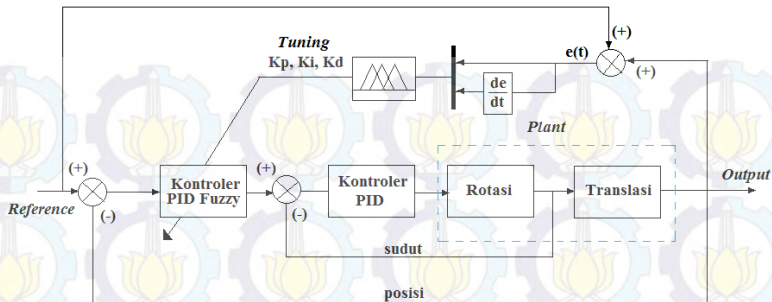 Tuning
Kp, Ki, Kd
e(t)
(+)
(+)
de
dt
Plant
(+)
Reference
(-)
Kontroler
PID Fuzzy
(+)
(-)
Kontroler
PID
Rotasi
Translasi
Output
sudut
posisi